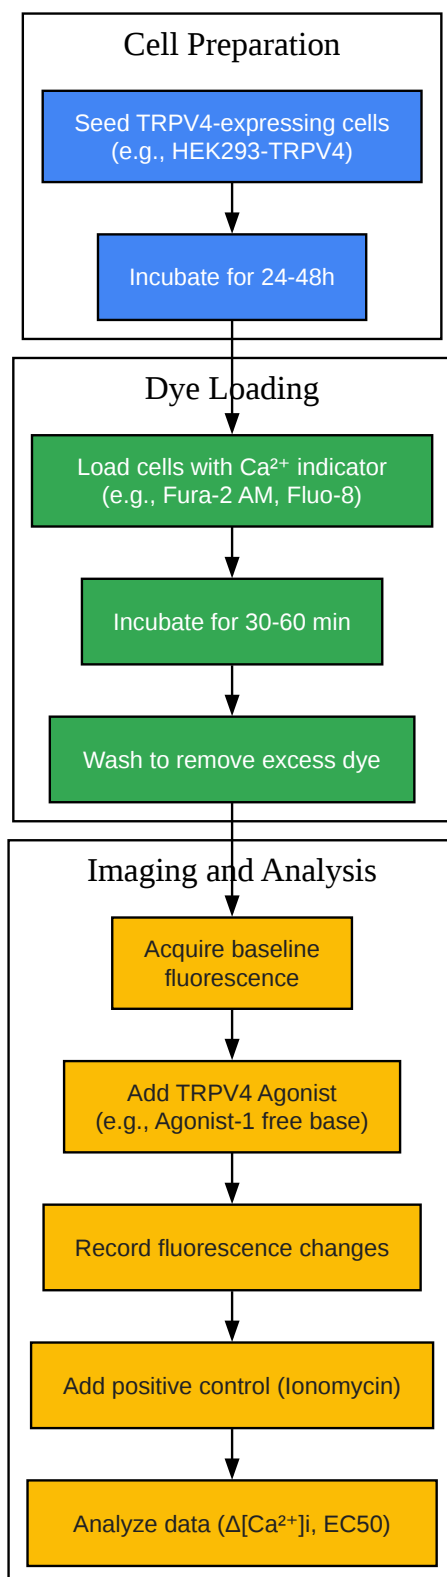 Cell Preparation
Seed TRPV4-expressing cells
(e.g., HEK293-TRPV4)
Incubate for 24-48h
Dye Loading
Load cells with Ca²⁺ indicator
(e.g., Fura-2 AM, Fluo-8)
Incubate for 30-60 min
Wash to remove excess dye
Imaging and Analysis
Acquire baseline
fluorescence
Add TRPV4 Agonist
(e.g., Agonist-1 free base)
Record fluorescence changes
Add positive control (Ionomycin)
Analyze data (Δ[Ca²⁺]i, EC50)